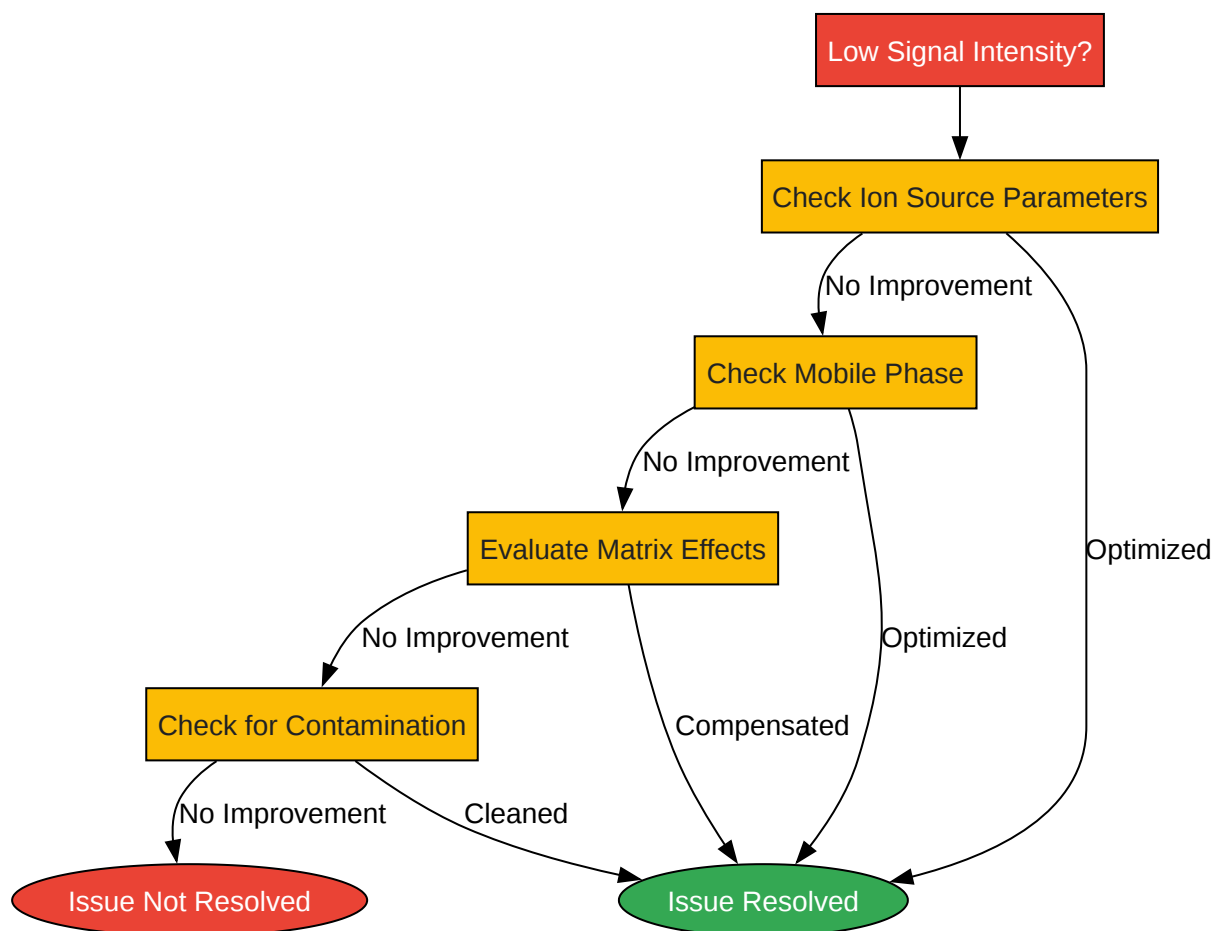 Low Signal Intensity?
Check Ion Source Parameters
No Improvement
Check Mobile Phase
No Improvement
Evaluate Matrix Effects
Optimized
No Improvement
Optimized
Check for Contamination
Compensated
No Improvement
Cleaned
Issue Not Resolved
Issue Resolved